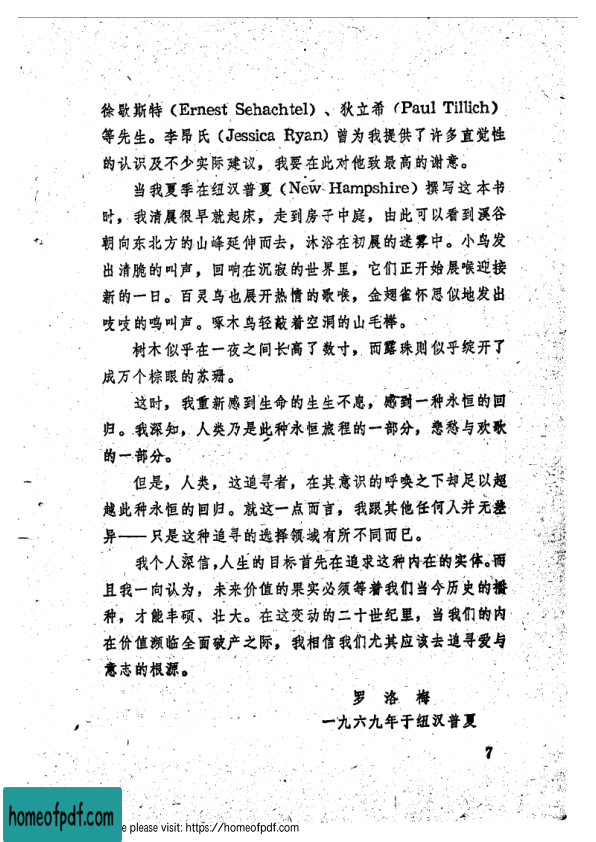 徐歇斯特(Ernest Sehachtel)、狄立希(Paul Tillich)
等先生。李昂氏(Jessica Ryan)曾为我提供了许多直觉性
的认识及不少实际建议,我要在此对他致最高的谢意。
当我夏季在纽汉普夏(New Hampshire)撰写这本书
时,我清晨很早就起床,走到房子中庭,由此可以看到溪谷
朝向东北方的山峰延伸而去,沐浴在初晨的迷雾中。小鸟发
出清脆的叫声,回响在沉寂的世界里,它们正开始晨喉迎接
新的一日。百灵鸟也展开热情的歌喉,金翅雀怀思似地发出
吱吱的鸣叫声。啄木鸟轻敲着空洞的山毛榉。
树木似乎在一夜之间长高了数寸,而露珠则似乎绽开了
成万个棕眼的苏珊。
这时,我重新感到生命的生生不息,感到一种永恒的回
归。我深知,人类乃是此种永恒旅程的一部分,悲愁与欢歌
的一部分。
但是,人类,这追寻者,在其意识的呼唤之下却足以超
越此种永恒的回归。就这一点而言,我跟其他任何人并无差
异——只是这种追寻的选择领域有所不同而已。
我个人深信,人生的目标首先在追求这种内在的实体。而
且我一向认为,未来价值的果实必须等着我们当今历史的播
种,才能丰硕、壮大。在这变动的二十世纪里,当我们的内
在价值濒临全面破产之际,我相信我们尤其应该去追寻爱与
意志的根源。
罗洛梅
一九六九年于纽汉普夏
7
homeofpdf.com
e please visit: https://homeofpdf.com